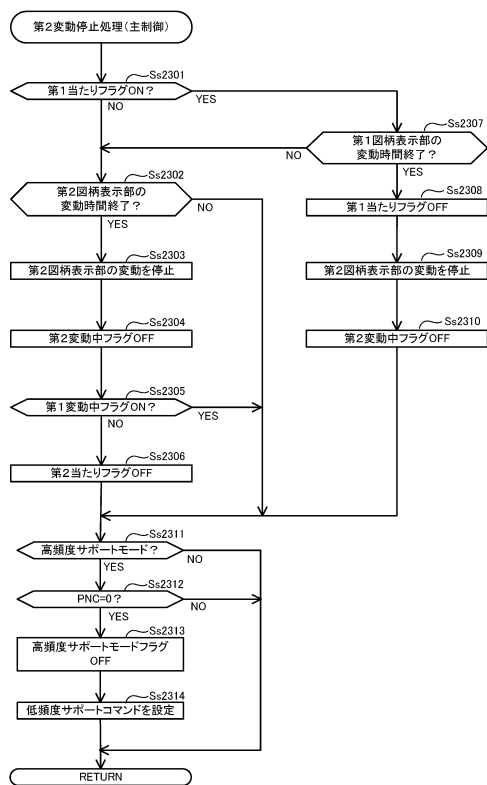 第２変動停止処理（主制御）
Ss2301
第１当たりフラグON？
YES
NO
Ss2307
第１図柄表示部の
変動時間終了？
NO
YES
Ss2302
第２図柄表示部の
変動時間終了？
NO
YES
Ss2308
第１当たりフラグOFF
Ss2303
第２図柄表示部の変動を停止
Ss2309
第２図柄表示部の変動を停止
Ss2304
第２変動中フラグOFF
Ss2310
第２変動中フラグOFF
Ss2305
第１変動中フラグON？
YES
NO
Ss2306
第２当たりフラグOFF
Ss2311
高頻度サポートモード？
NO
YES
Ss2312
PNC=0？
NO
YES
Ss2313
高頻度サポートモードフラグ
OFF
Ss2314
低頻度サポートコマンドを設定
RETURN